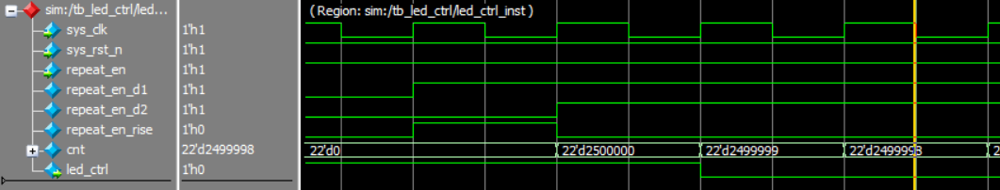 sim:/tb_led_ctrl/led...
(Region: sim:/tb_led_ctrl/led_ctrl_inst )
sys_clk 1'h1
sys_rst_n 1'h1
repeat_en 1'h1
repeat_en_d1 1'h1
repeat_en_d2 1'h1
repeat_en_rise 1'h0
cnt 22'd2499998 22'd0 22'd2500000 22'd2499999 22'd2499998 2
led_ctrl 1'h0